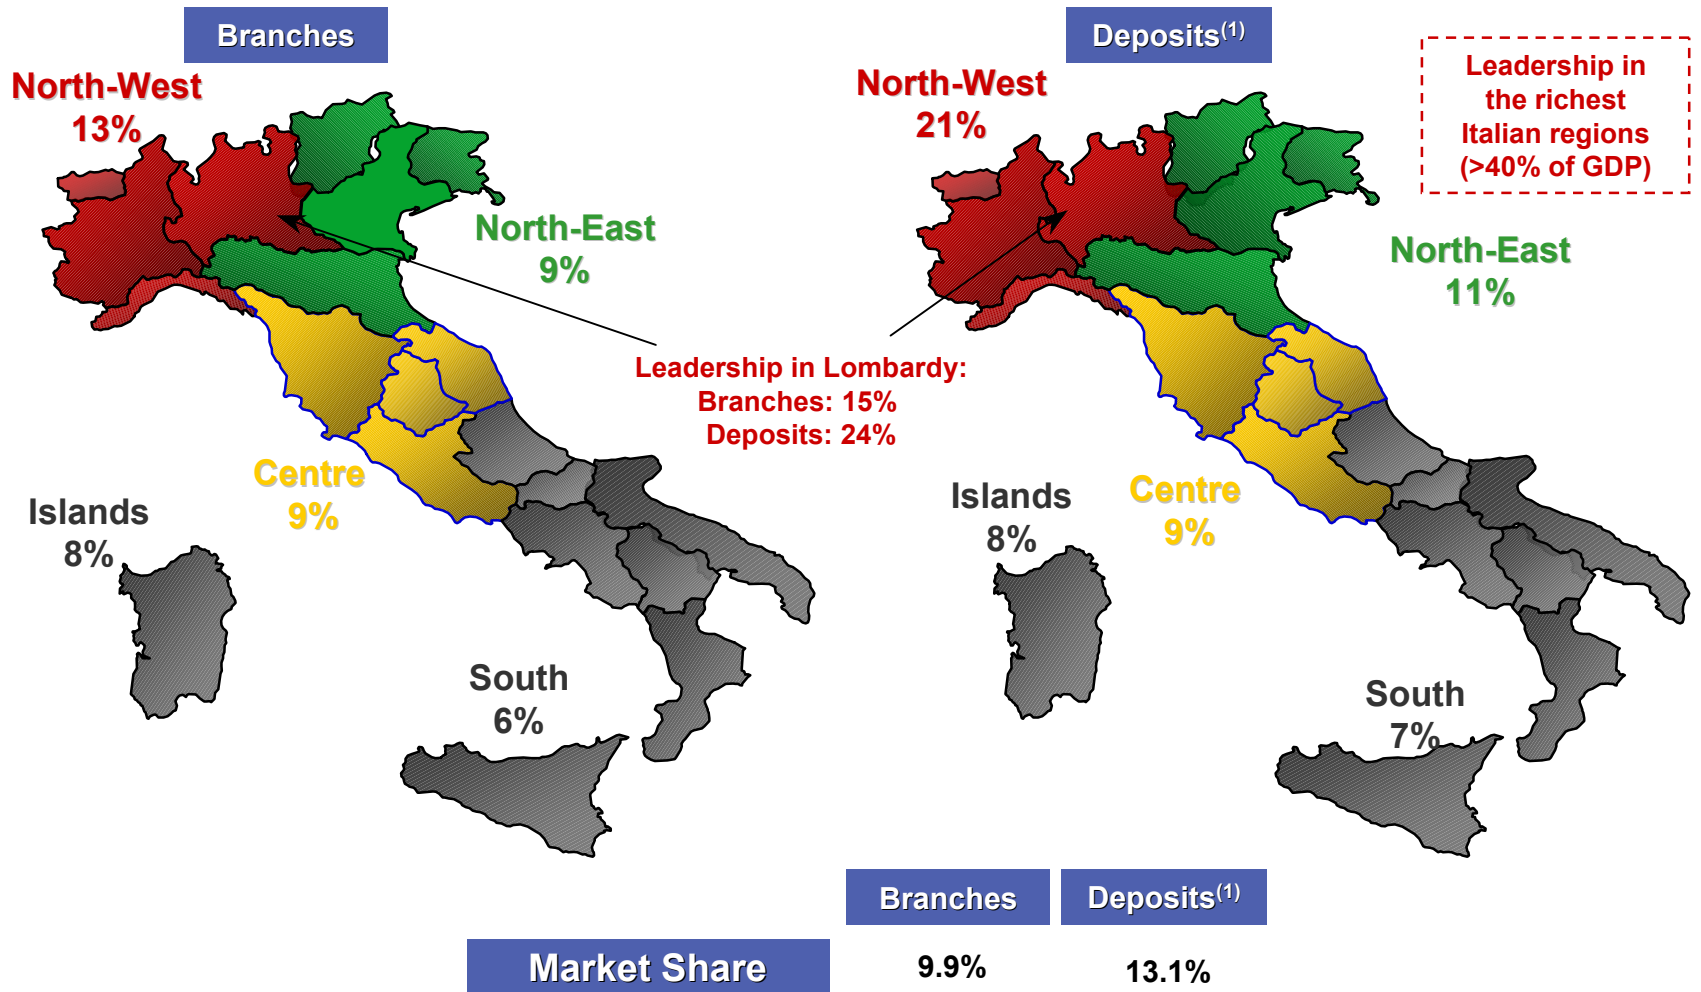 Branches
Deposits(1)
North-West
13%
North-West
21%
Leadership in
the richest
Italian regions
(>40% of GDP)
North-East
9%
North-East
11%
Leadership in Lombardy:
Branches: 15%
Deposits: 24%
Centre
9%
Centre
9%
Islands
8%
Islands
8%
South
6%
South
7%
Branches
Deposits(1)
Market Share
9.9%
13.1%